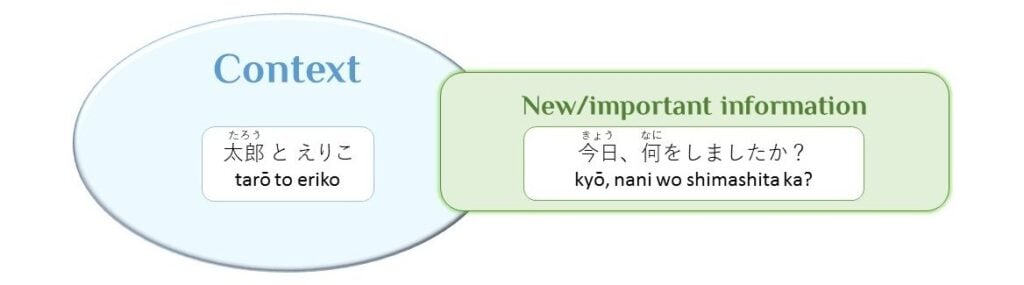 Context
New/important information
たろう
太郎 と えりこ
tarō to eriko
きょう なに
今日、何をしましたか？
kyō, nani wo shimashita ka?